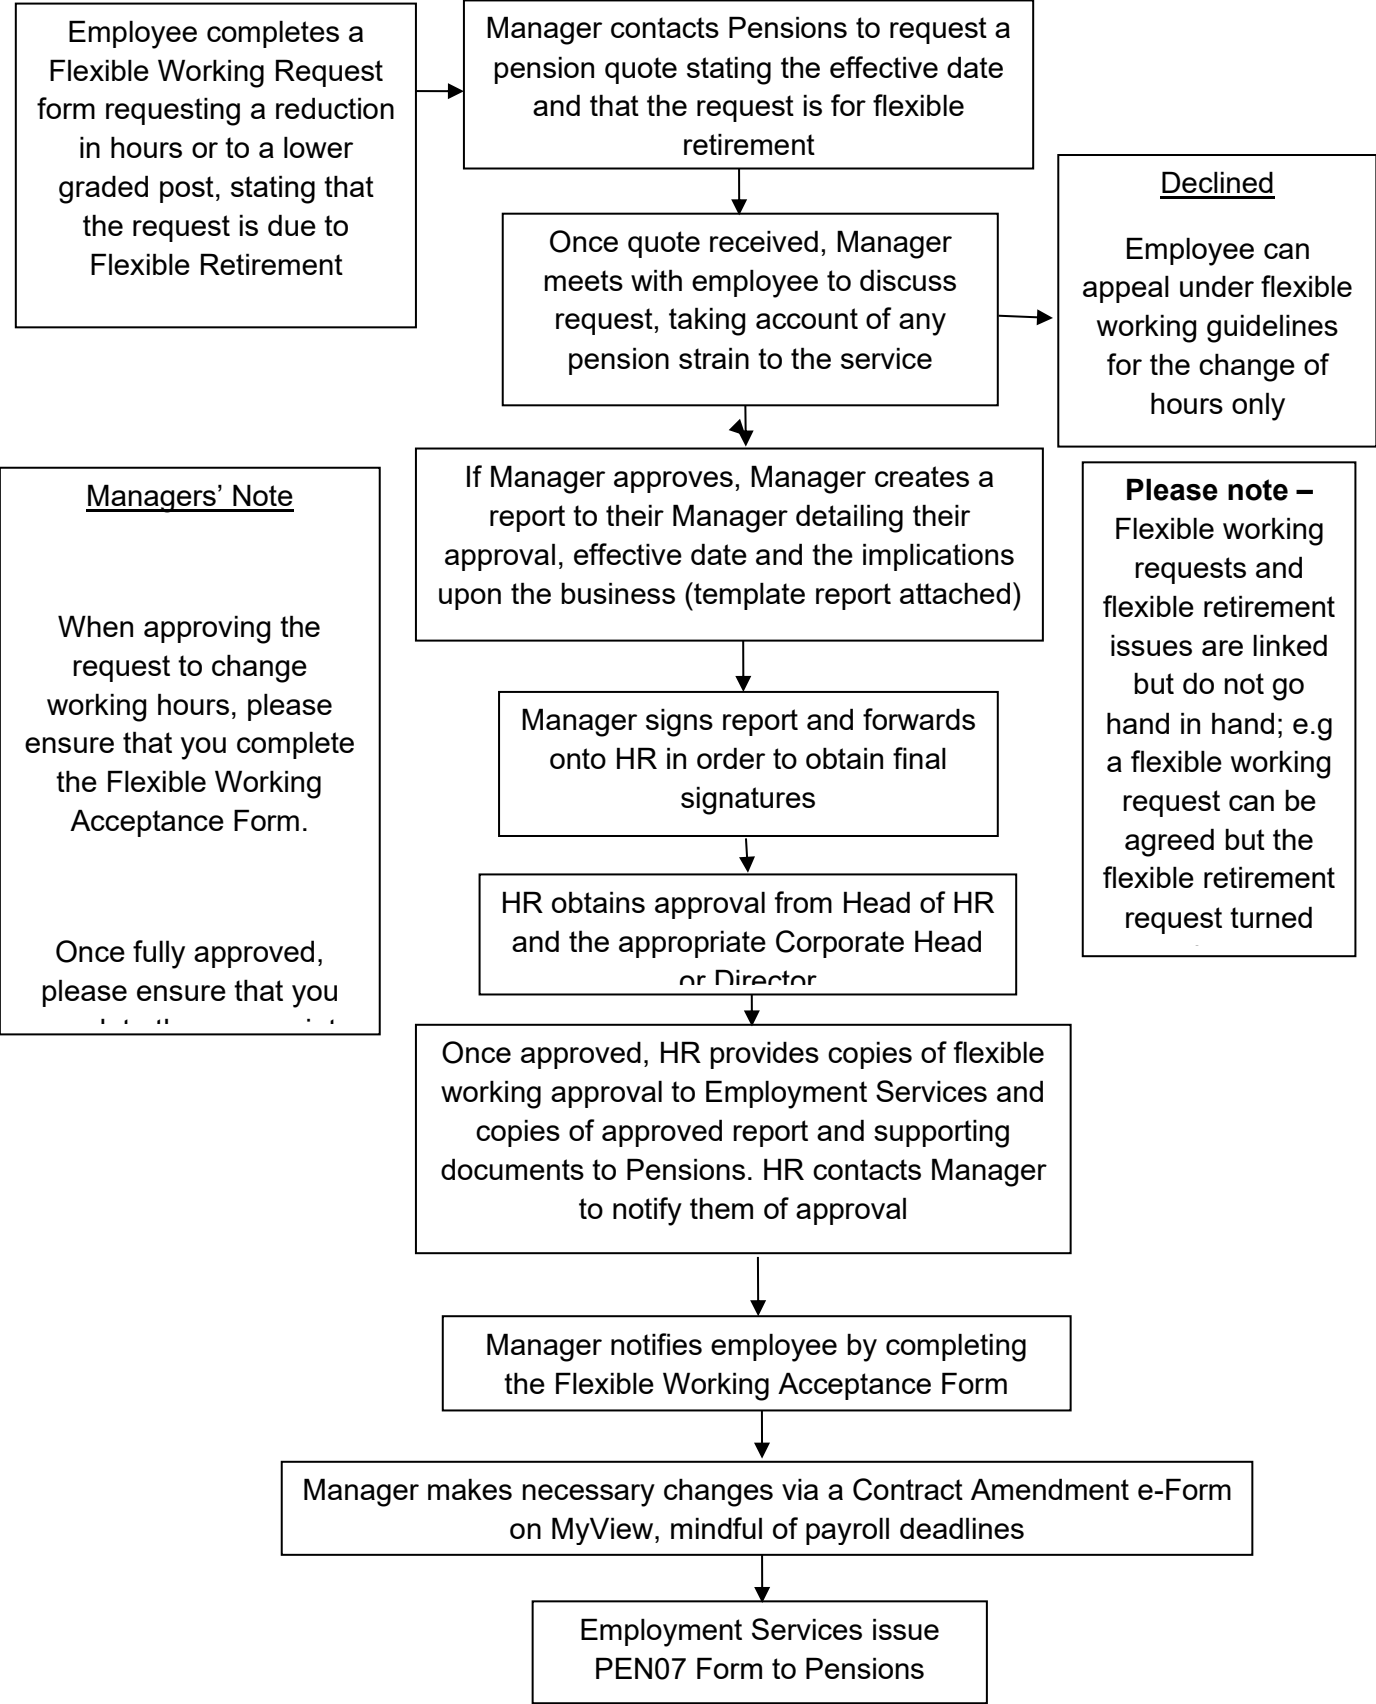 Employee completes a
Flexible Working Request
form requesting a reduction
in hours or to a lower
graded post, stating that
the request is due to
Flexible Retirement
Manager contacts Pensions to request a
pension quote stating the effective date
and that the request is for flexible
retirement
Once quote received, Manager
meets with employee to discuss
request, taking account of any
pension strain to the service
Declined
Employee can
appeal under flexible
working guidelines
for the change of
hours only
If Manager approves, Manager creates a
report to their Manager detailing their
approval, effective date and the implications
upon the business (template report attached)
Managers’ Note
When approving the
request to change
working hours, please
ensure that you complete
the Flexible Working
Acceptance Form.
Once fully approved,
please ensure that you
Please note –
Flexible working
requests and
flexible retirement
issues are linked
but do not go
hand in hand; e.g
a flexible working
request can be
agreed but the
flexible retirement
request turned
Manager signs report and forwards
onto HR in order to obtain final
signatures
HR obtains approval from Head of HR
and the appropriate Corporate Head
or Director
Once approved, HR provides copies of flexible
working approval to Employment Services and
copies of approved report and supporting
documents to Pensions. HR contacts Manager
to notify them of approval
Manager notifies employee by completing
the Flexible Working Acceptance Form
Manager makes necessary changes via a Contract Amendment e-Form
on MyView, mindful of payroll deadlines
Employment Services issue
PEN07 Form to Pensions